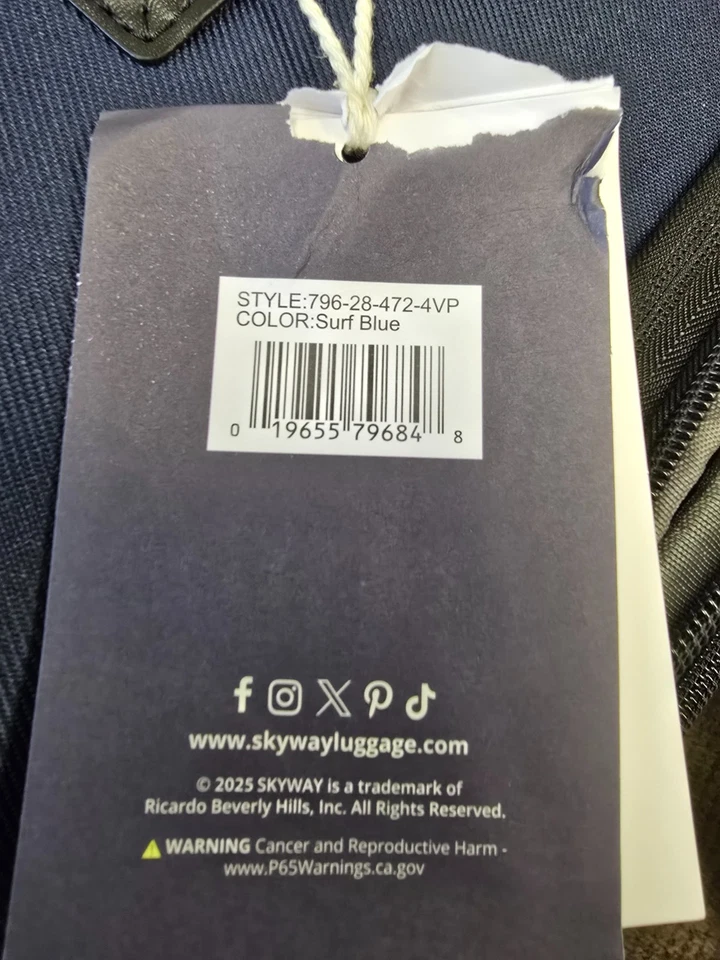 STYLE:796-28-472-4VP
COLOR:Surf Blue
0 19655 79684 8
www.skywayluggage.com
© 2025 SKYWAY is a trademark of
Ricardo Beverly Hills, Inc. All Rights Reserved.
WARNING Cancer and Reproductive Harm -
www.P65Warnings.ca.gov